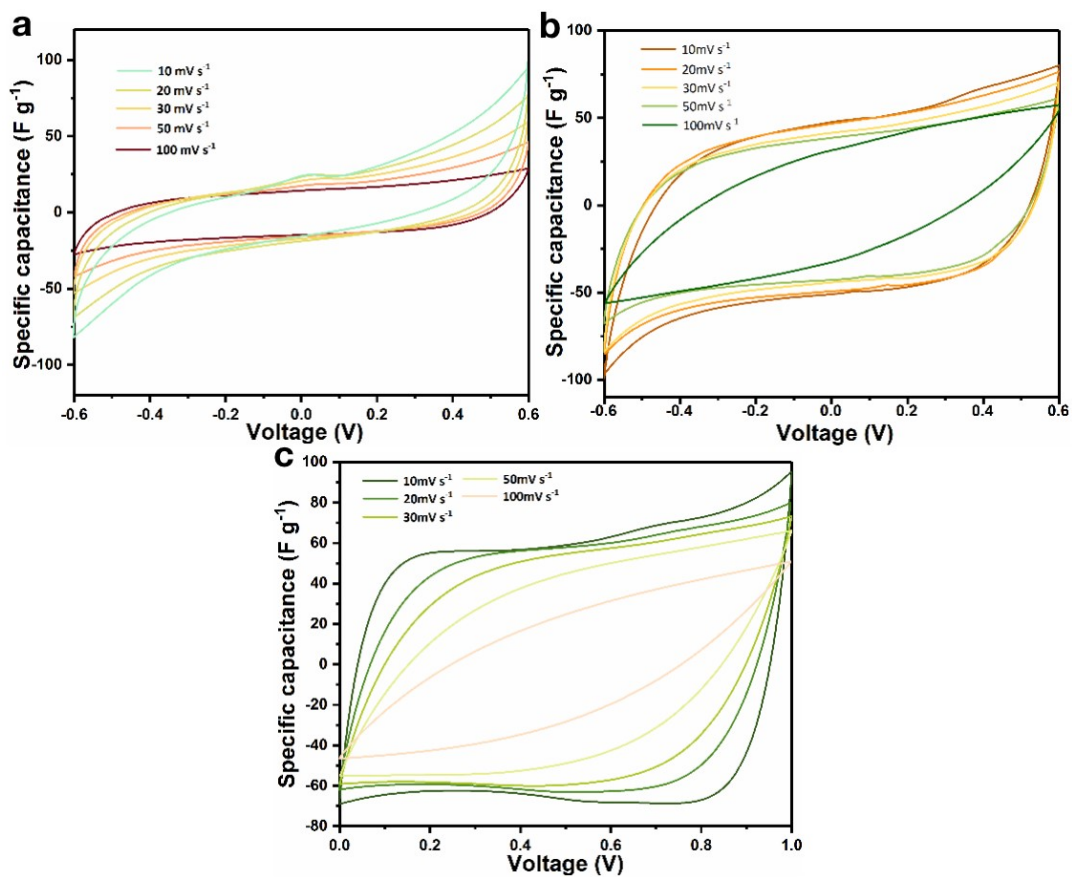 a
100
50
0
-50
-100
Specific capacitance (F g⁻¹)
10 mV s⁻¹
20 mV s⁻¹
30 mV s⁻¹
50 mV s⁻¹
100 mV s⁻¹
-0.6 -0.4 -0.2 0.0 0.2 0.4 0.6
Voltage (V)
b
100
50
0
-50
-100
Specific capacitance (F g⁻¹)
10mV s⁻¹
20mV s⁻¹
30mV s⁻¹
50mV s⁻¹
100mV s⁻¹
-0.6 -0.4 -0.2 0.0 0.2 0.4 0.6
Voltage (V)
c
100
80
60
40
20
0
-20
-40
-60
-80
Specific capacitance (F g⁻¹)
10mV s⁻¹ 50mV s⁻¹
20mV s⁻¹ 100mV s⁻¹
30mV s⁻¹
0.0 0.2 0.4 0.6 0.8 1.0
Voltage (V)